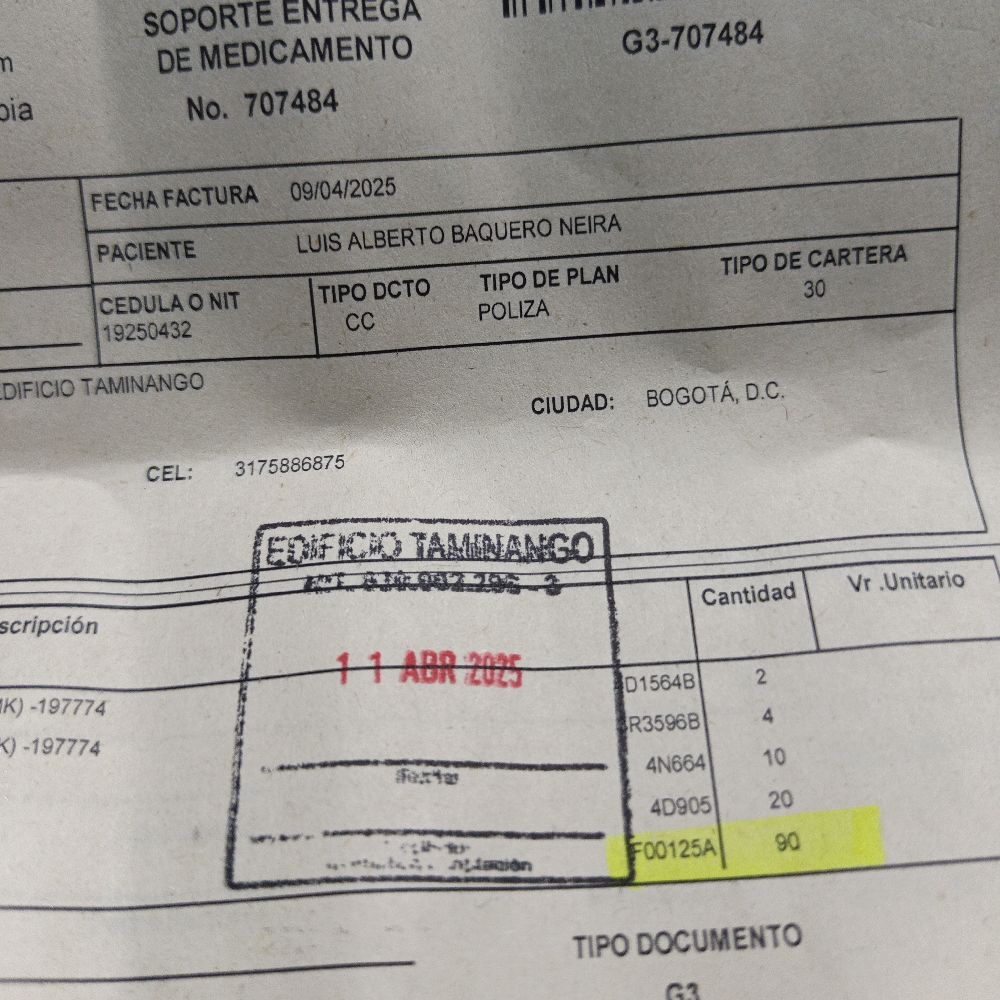 SOPORTE ENTREGA
DE MEDICAMENTO
No. 707484
G3-707484
m
bia
FECHA FACTURA 09/04/2025
PACIENTE LUIS ALBERTO BAQUERO NEIRA
CEDULA O NIT TIPO DCTO TIPO DE PLAN TIPO DE CARTERA
19250432 CC POLIZA 30
EDIFICIO TAMINANGO
CIUDAD: BOGOTÁ, D.C.
CEL: 3175886875
EDIFICIO TAMINANGO
scripción Cantidad Vr .Unitario
11 ABR 2025
D1564B 2
K) -197774
R3596B 4
K) -197774
4N664 10
4D905 20
F00125A 90
TIPO DOCUMENTO
G3